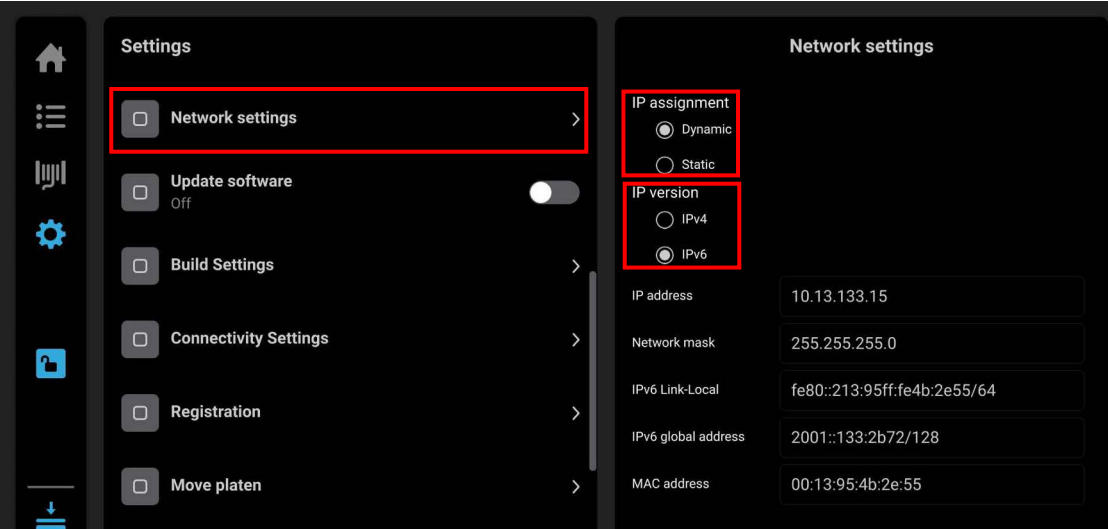 Settings
Network settings
Update software
Off
Build Settings
Connectivity Settings
Registration
Move platen
Network settings
IP assignment
Dynamic
Static
IP version
IPv4
IPv6
IP address 10.13.133.15
Network mask 255.255.255.0
IPv6 Link-Local fe80::213:95ff:fe4b:2e55/64
IPv6 global address 2001::133:2b72/128
MAC address 00:13:95:4b:2e:55